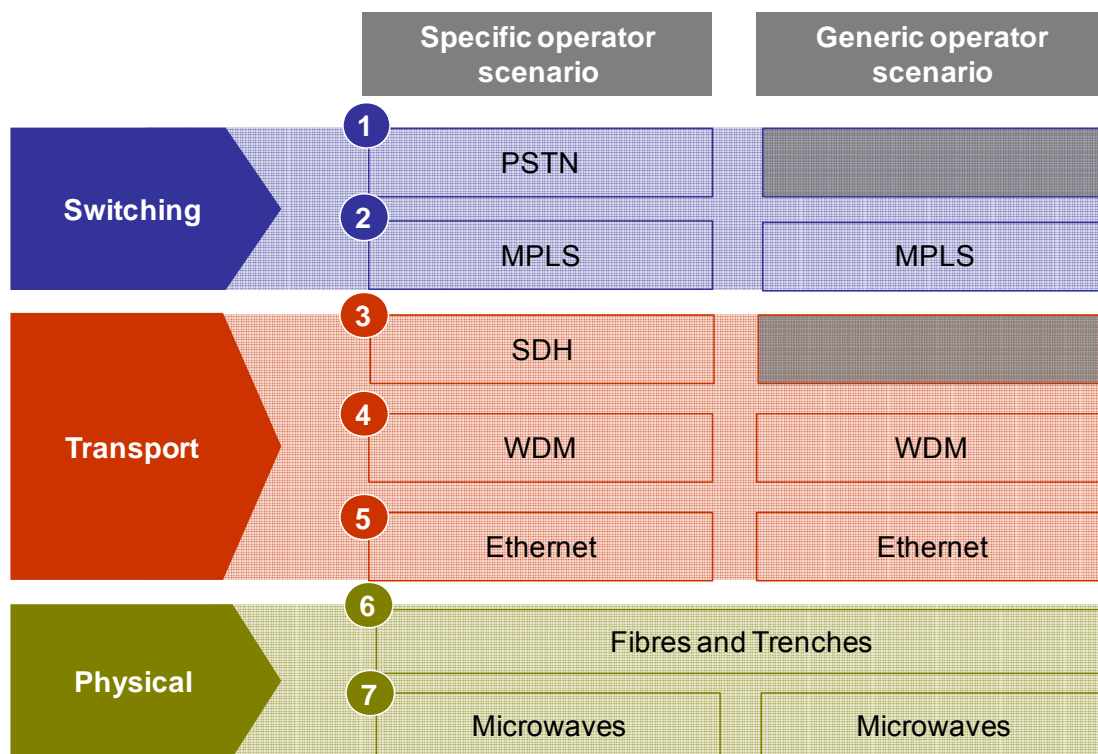 Specific operator
scenario
Generic operator
scenario
1
PSTN
Switching
2
MPLS
MPLS
3
SDH
4
WDM
WDM
Transport
5
Ethernet
Ethernet
6
Fibres and Trenches
Physical
7
Microwaves
Microwaves